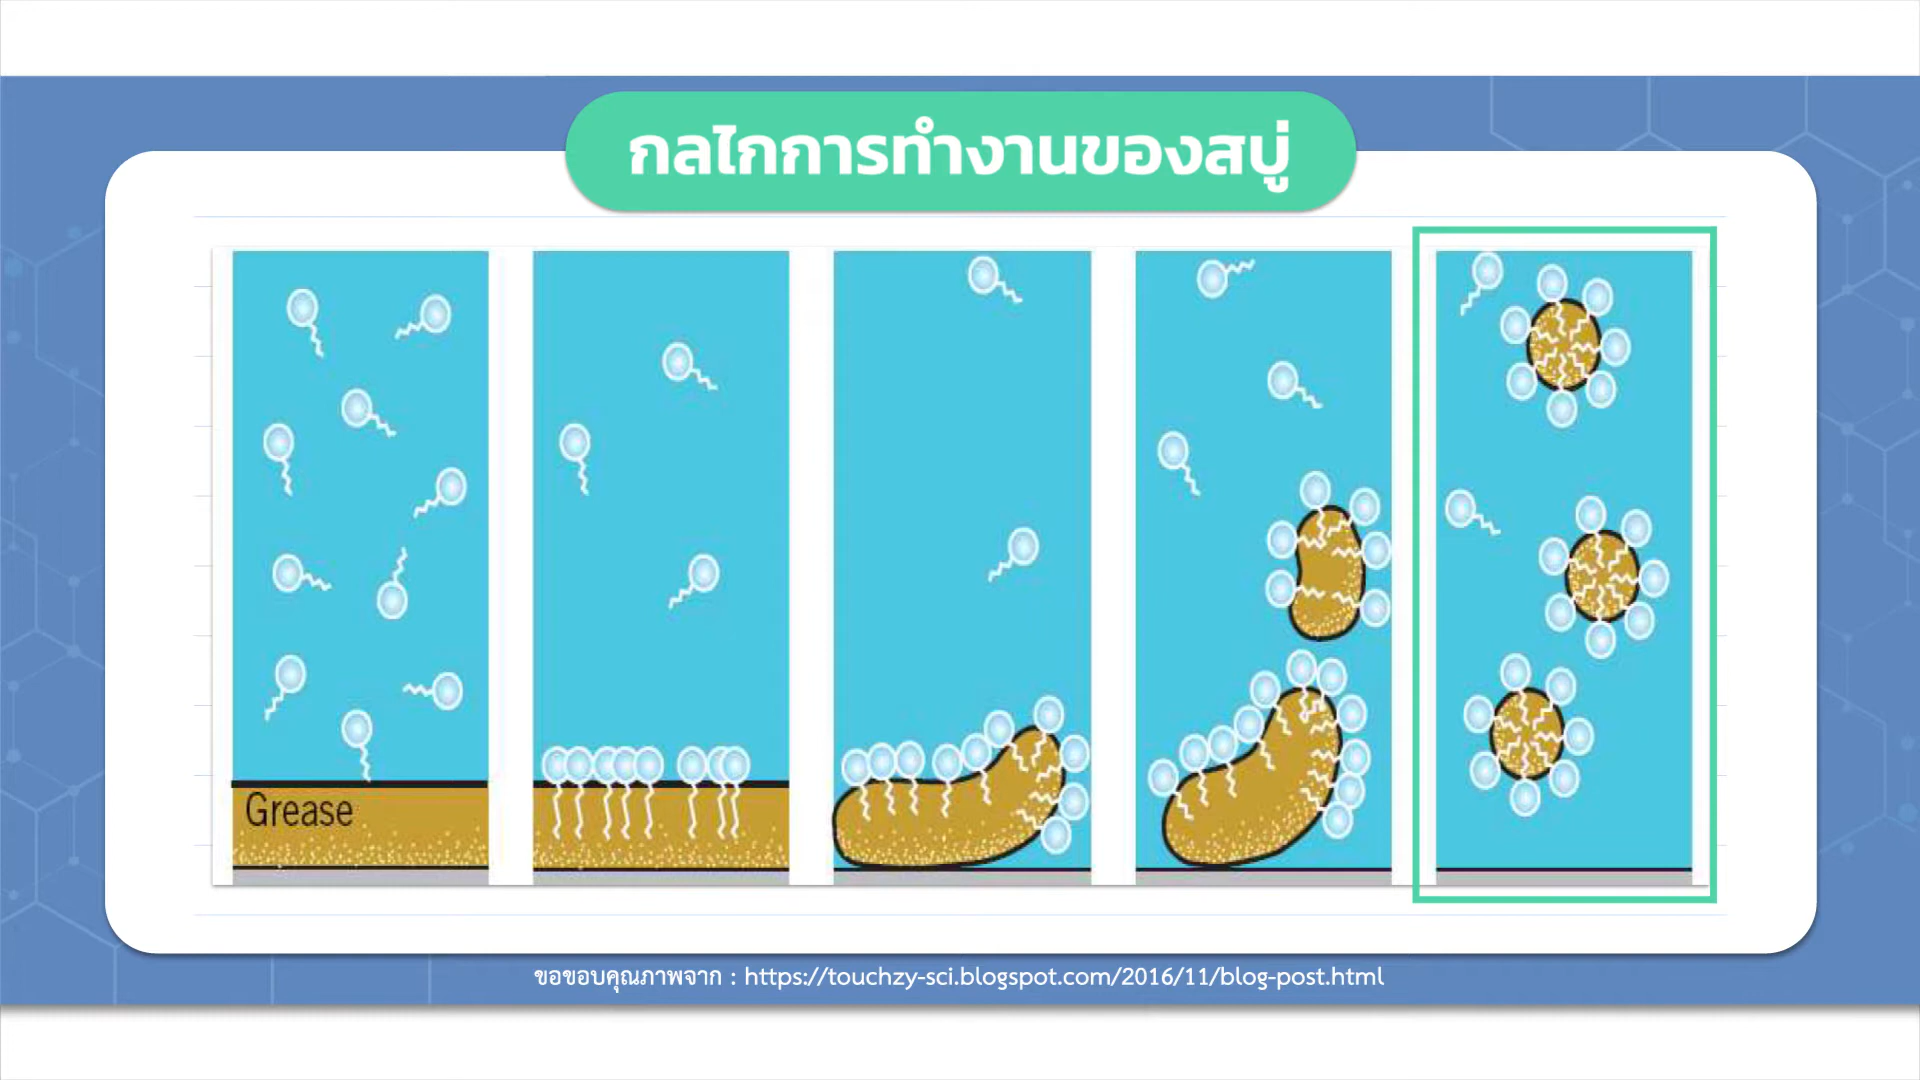 กลไกการทำงานของสบู่
Grease
ขอขอบคุณภาพจาก : https://touchzy-sci.blogspot.com/2016/11/blog-post.html